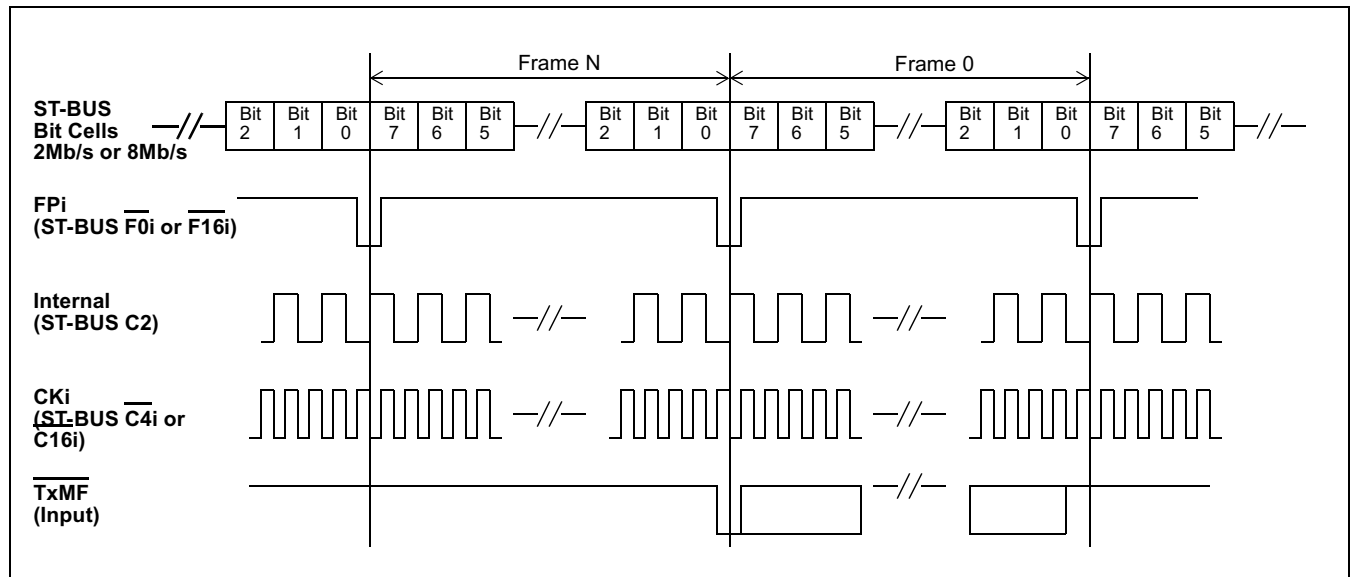 Frame N
Frame 0
ST-BUS
Bit Cells
2Mb/s or 8Mb/s
Bit 2 Bit 1 Bit 0 Bit 7 Bit 6 Bit 5 Bit 2 Bit 1 Bit 0 Bit 7 Bit 6 Bit 5 Bit 2 Bit 1 Bit 0 Bit 7 Bit 6 Bit 5
FPi
(ST-BUS F0i or F16i)
Internal
(ST-BUS C2)
CKi
(ST-BUS C4i or
C16i)
TxMF
(Input)